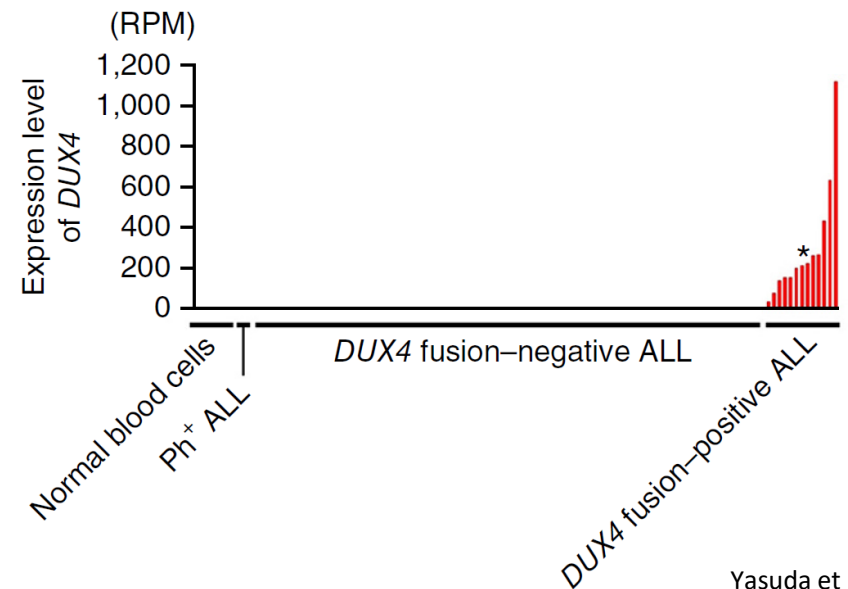 (RPM)
Expression level
of DUX4
1,200
1,000
800
600
400
200
0
*
Normal blood cells
Ph+ ALL
DUX4 fusion–negative ALL
DUX4 fusion–positive ALL
Yasuda et